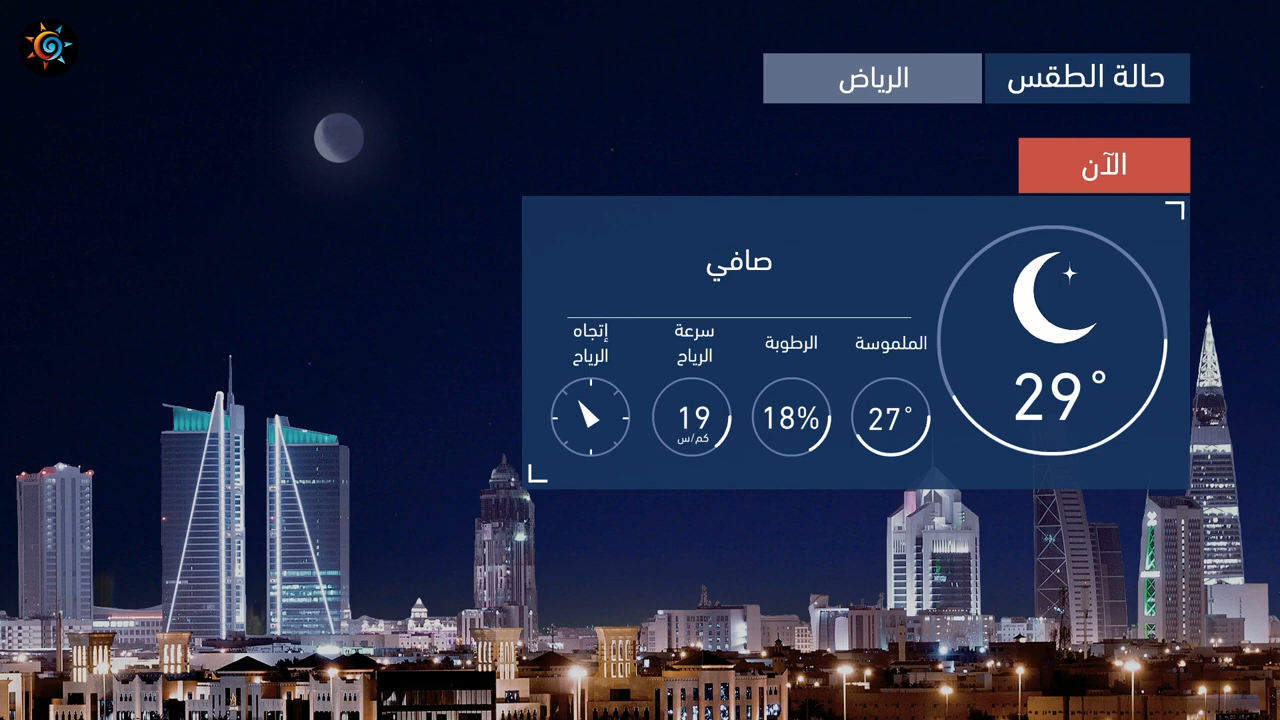 حالة الطقس
الرياض
الآن
29°
صافي
الملموسة
27°
الرطوبة
18%
سرعة
الرياح
19
كم/س
إتجاه
الرياح